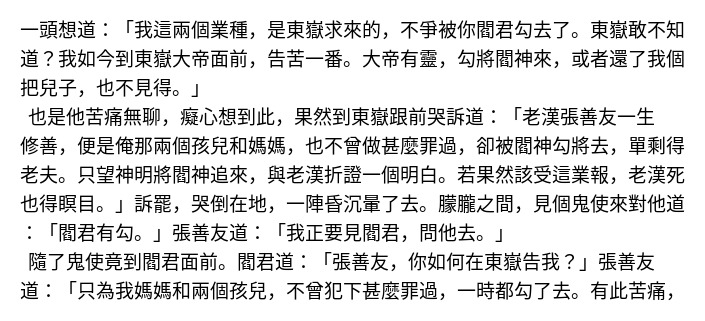 一頭想道：「我這兩個業種，是東嶽求來的，不爭被你閻君勾去了。東嶽敢不知
道？我如今到東嶽大帝面前，告苦一番。大帝有靈，勾將閻神來，或者還了我個
把兒子，也不見得。」
也是他苦痛無聊，癡心想到此，果然到東嶽跟前哭訴道：「老漢張善友一生
修善，便是俺那兩個孩兒和媽媽，也不曾做甚麼罪過，卻被閻神勾將去，單剩得
老夫。只望神明將閻神追來，與老漢折證一個明白。若果然該受這業報，老漢死
也得瞑目。」訴罷，哭倒在地，一陣昏沉暈了去。朦朧之間，見個鬼使來對他道
：「閻君有勾。」張善友道：「我正要見閻君，問他去。」
隨了鬼使竟到閻君面前。閻君道：「張善友，你如何在東嶽告我？」張善友
道：「只為我媽媽和兩個孩兒，不曾犯下甚麼罪過，一時都勾了去。有此苦痛，